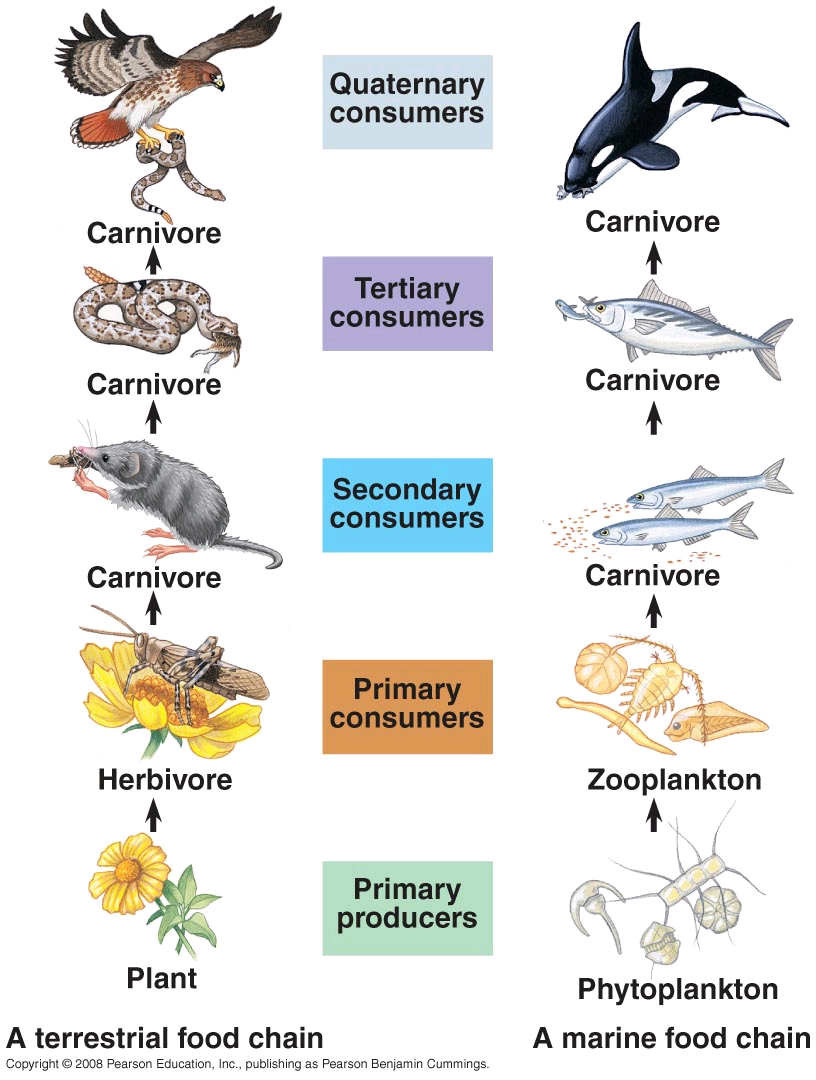 Quaternary
consumers
Carnivore
Carnivore
Tertiary
consumers
Carnivore
Carnivore
Secondary
consumers
Carnivore
Carnivore
Primary
consumers
Herbivore
Zooplankton
Primary
producers
Plant
Phytoplankton
A terrestrial food chain
A marine food chain
Copyright © 2008 Pearson Education, Inc., publishing as Pearson Benjamin Cummings.